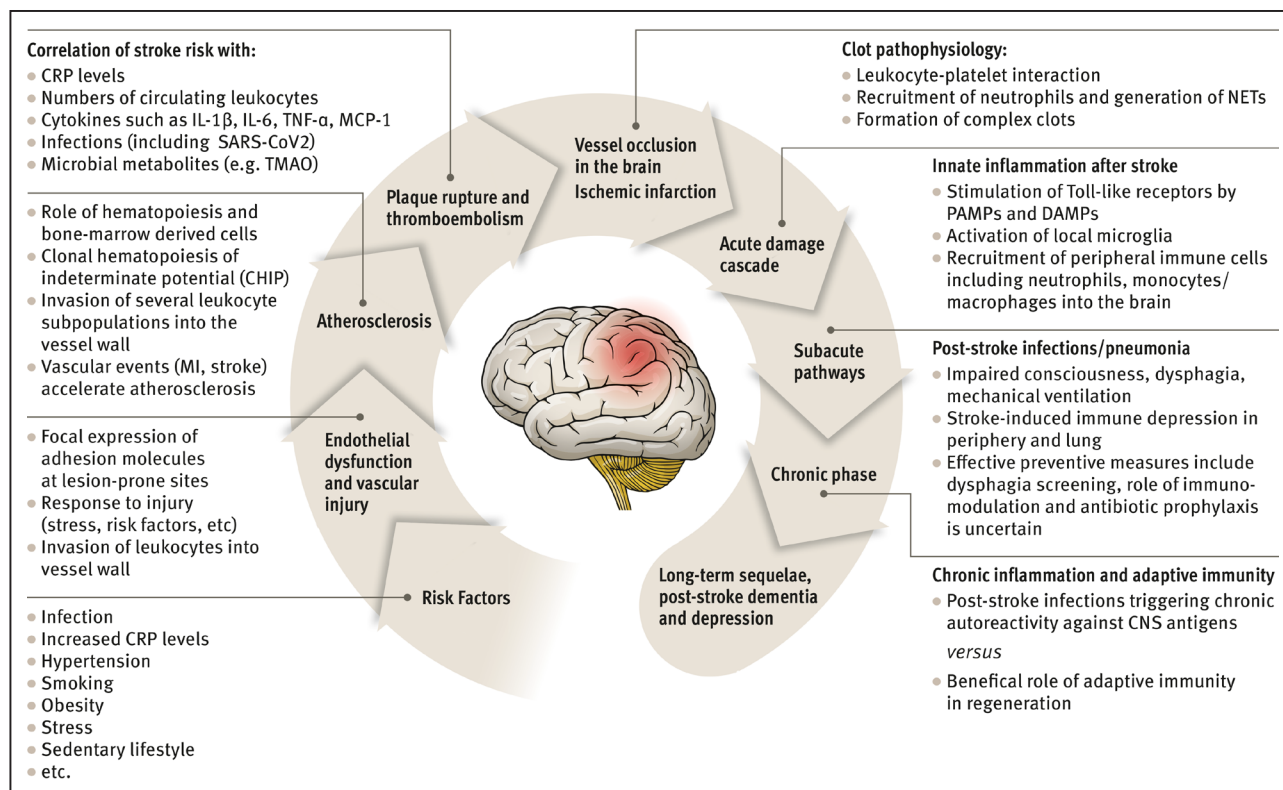 Correlation of stroke risk with:
CRP levels
Numbers of circulating leukocytes
Cytokines such as IL-1β, IL-6, TNF-α, MCP-1
Infections (including SARS-CoV2)
Microbial metabolites (e.g. TMAO)
Role of hematopoiesis and
bone-marrow derived cells
Clonal hematopoiesis of
indeterminate potential (CHIP)
Invasion of several leukocyte
subpopulations into the
vessel wall
Vascular events (MI, stroke)
accelerate atherosclerosis
Focal expression of
adhesion molecules
at lesion-prone sites
Response to injury
(stress, risk factors, etc)
Invasion of leukocytes into
vessel wall
Infection
Increased CRP levels
Hypertension
Smoking
Obesity
Stress
Sedentary lifestyle
etc.
Risk Factors
Endothelial
dysfunction
and vascular
injury
Atherosclerosis
Plaque rupture and
thromboembolism
Vessel occlusion
in the brain
Ischemic infarction
Acute damage
cascade
Subacute
pathways
Chronic phase
Long-term sequelae,
post-stroke dementia
and depression
Clot pathophysiology:
Leukocyte-platelet interaction
Recruitment of neutrophils and generation of NETs
Formation of complex clots
Innate inflammation after stroke
Stimulation of Toll-like receptors by
PAMPs and DAMPs
Activation of local microglia
Recruitment of peripheral immune cells
including neutrophils, monocytes/
macrophages into the brain
Post-stroke infections/pneumonia
Impaired consciousness, dysphagia,
mechanical ventilation
Stroke-induced immune depression in
periphery and lung
Effective preventive measures include
dysphagia screening, role of immuno-
modulation and antibiotic prophylaxis
is uncertain
Chronic inflammation and adaptive immunity
Post-stroke infections triggering chronic
autoreactivity against CNS antigens
versus
Benefical role of adaptive immunity
in regeneration